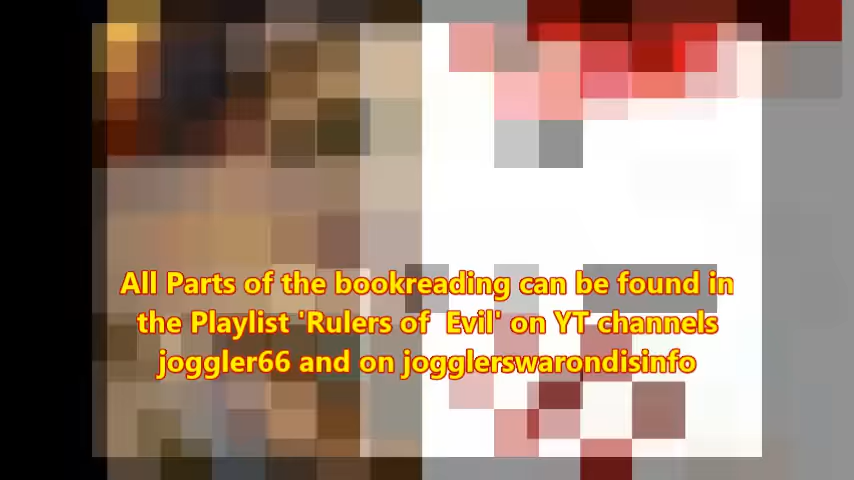 All Parts of the bookreading can be found in
the Playlist 'Rulers of Evil' on YT channels
joggler66 and on jogglerswarondisinfo